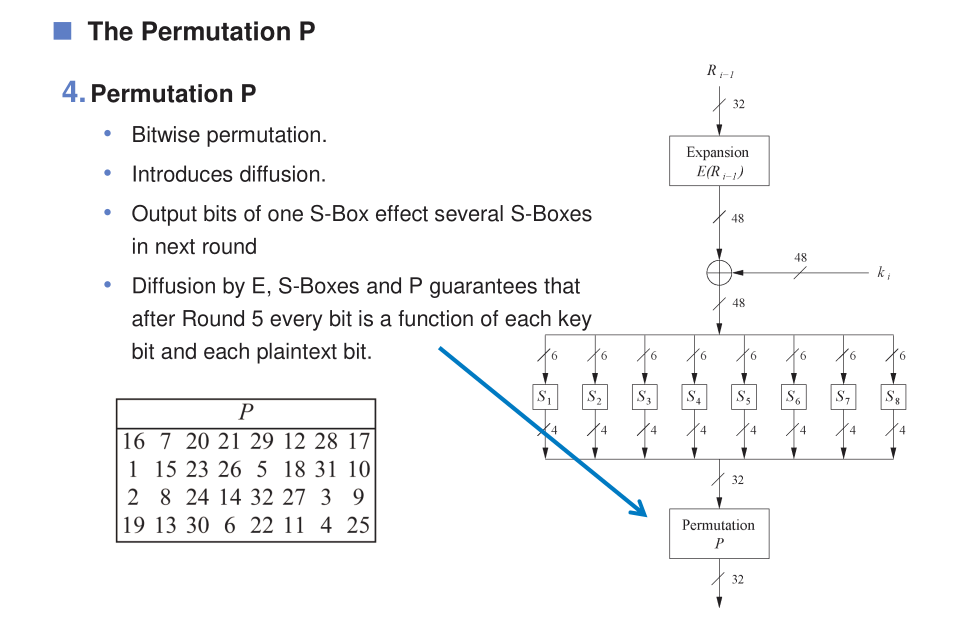 The Permutation P
4. Permutation P
• Bitwise permutation.
• Introduces diffusion.
• Output bits of one S-Box effect several S-Boxes
in next round
• Diffusion by E, S-Boxes and P guarantees that
after Round 5 every bit is a function of each key
bit and each plaintext bit.
P
16 7 20 21 29 12 28 17
1 15 23 26 5 18 31 10
2 8 24 14 32 27 3 9
19 13 30 6 22 11 4 25
R i–1
32
Expansion
E(R i–1)
48
48
k i
48
6 6 6 6 6 6 6 6
S1 S2 S3 S4 S5 S6 S7 S8
4 4 4 4 4 4 4 4
32
Permutation
P
32